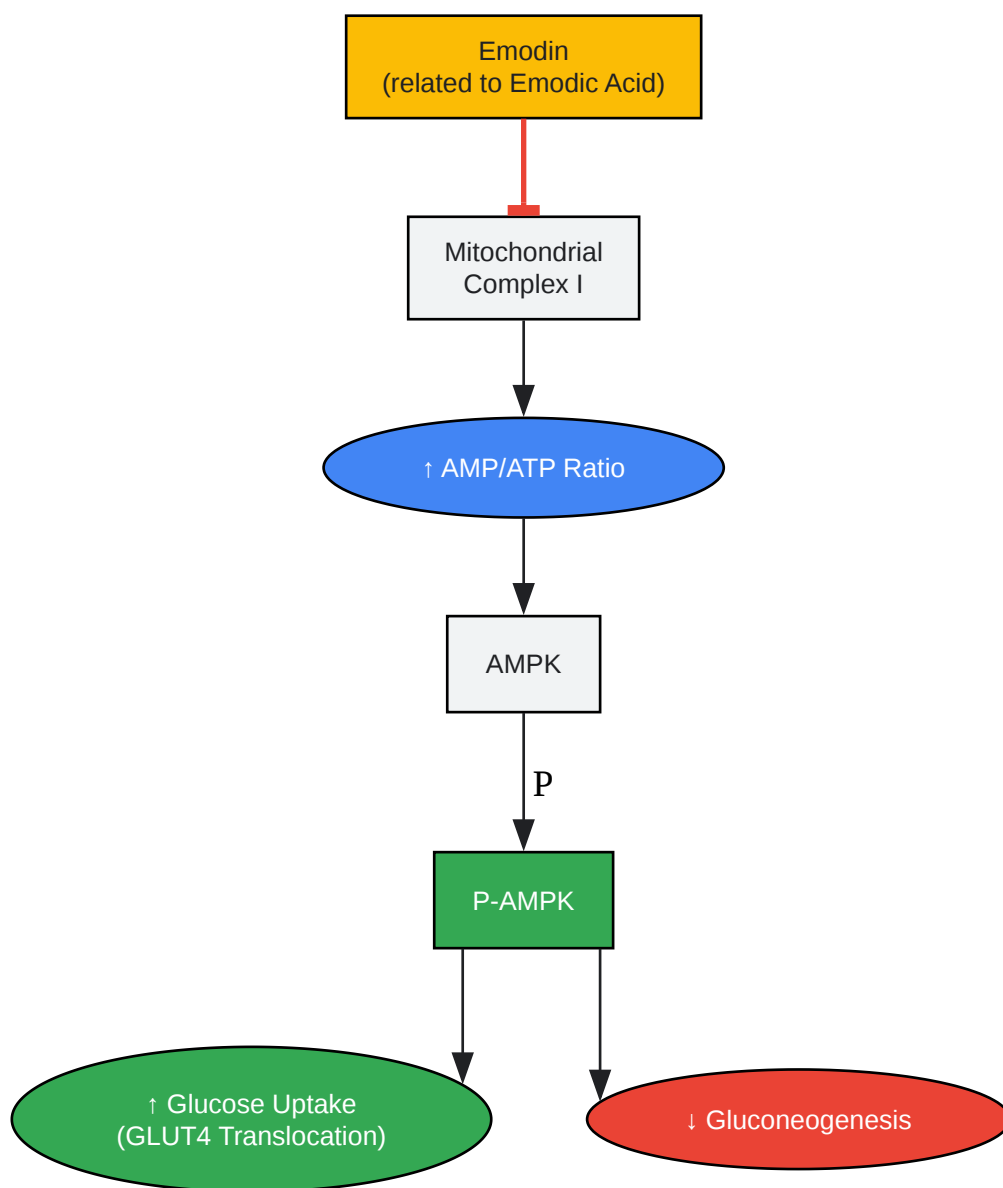 Emodin
(related to Emodic Acid)
Mitochondrial
Complex I
↑ AMP/ATP Ratio
AMPK
P
P-AMPK
↑ Glucose Uptake
(GLUT4 Translocation)
↓ Gluconeogenesis